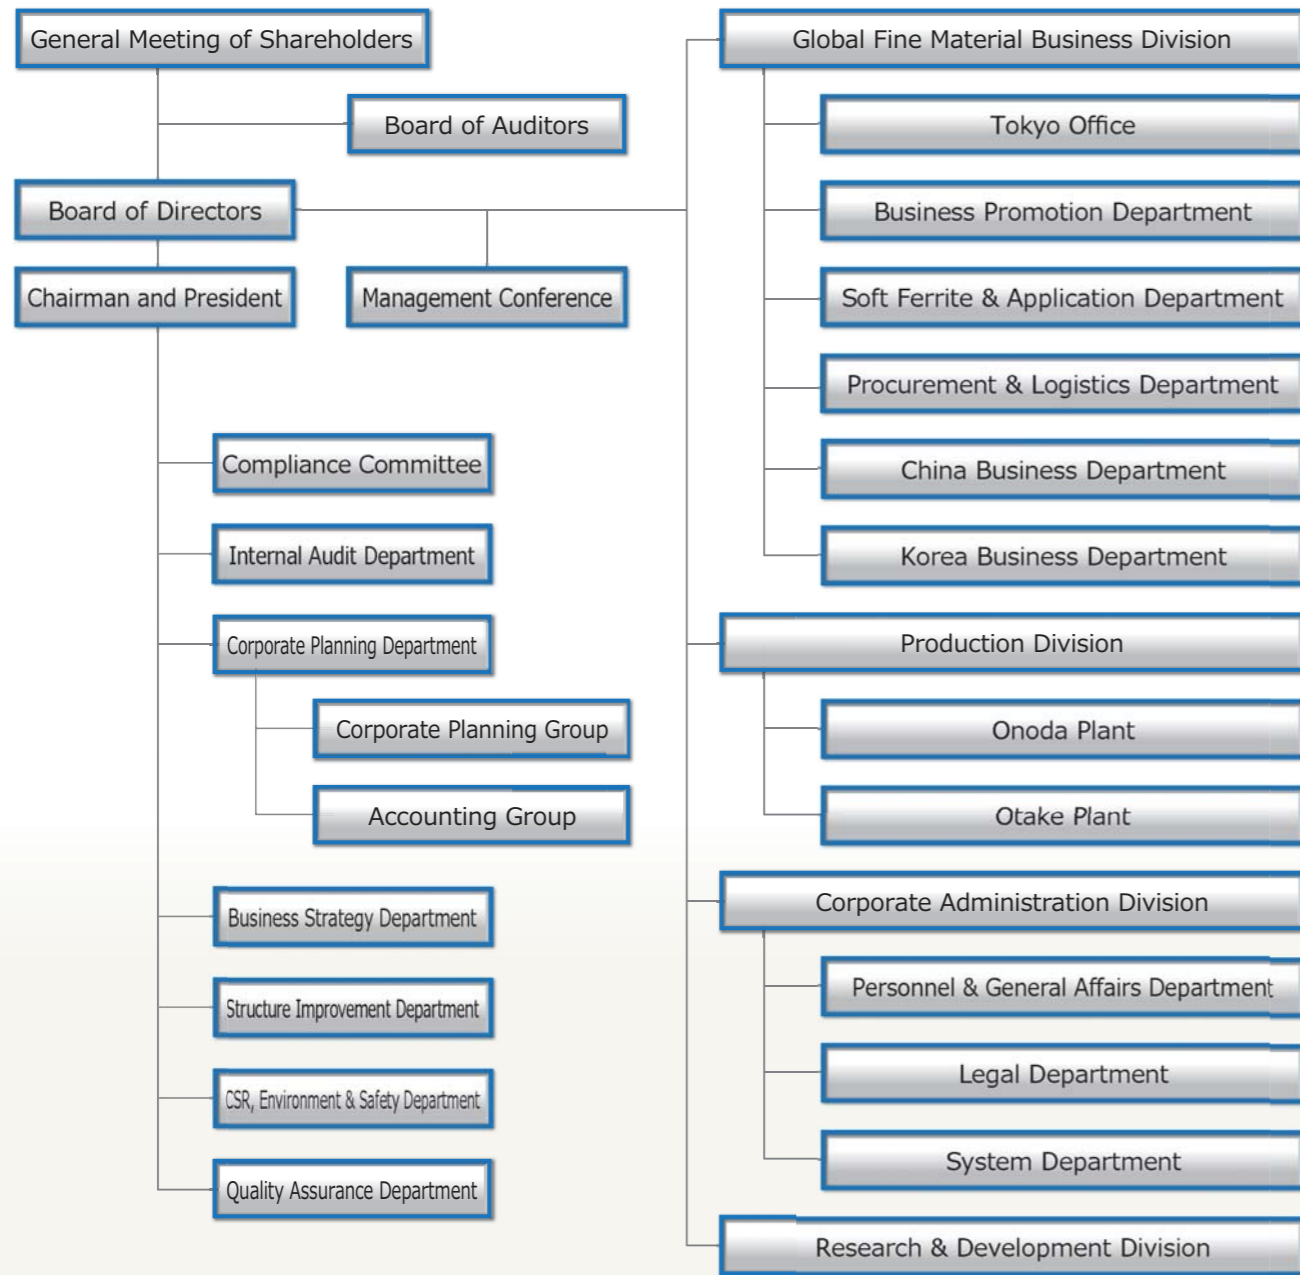 General Meeting of Shareholders
Board of Auditors
Board of Directors
Chairman and President
Management Conference
Compliance Committee
Internal Audit Department
Corporate Planning Department
Corporate Planning Group
Accounting Group
Business Strategy Department
Structure Improvement Department
CSR, Environment & Safety Department
Quality Assurance Department
Global Fine Material Business Division
Tokyo Office
Business Promotion Department
Soft Ferrite & Application Department
Procurement & Logistics Department
China Business Department
Korea Business Department
Production Division
Onoda Plant
Otake Plant
Corporate Administration Division
Personnel & General Affairs Department
Legal Department
System Department
Research & Development Division